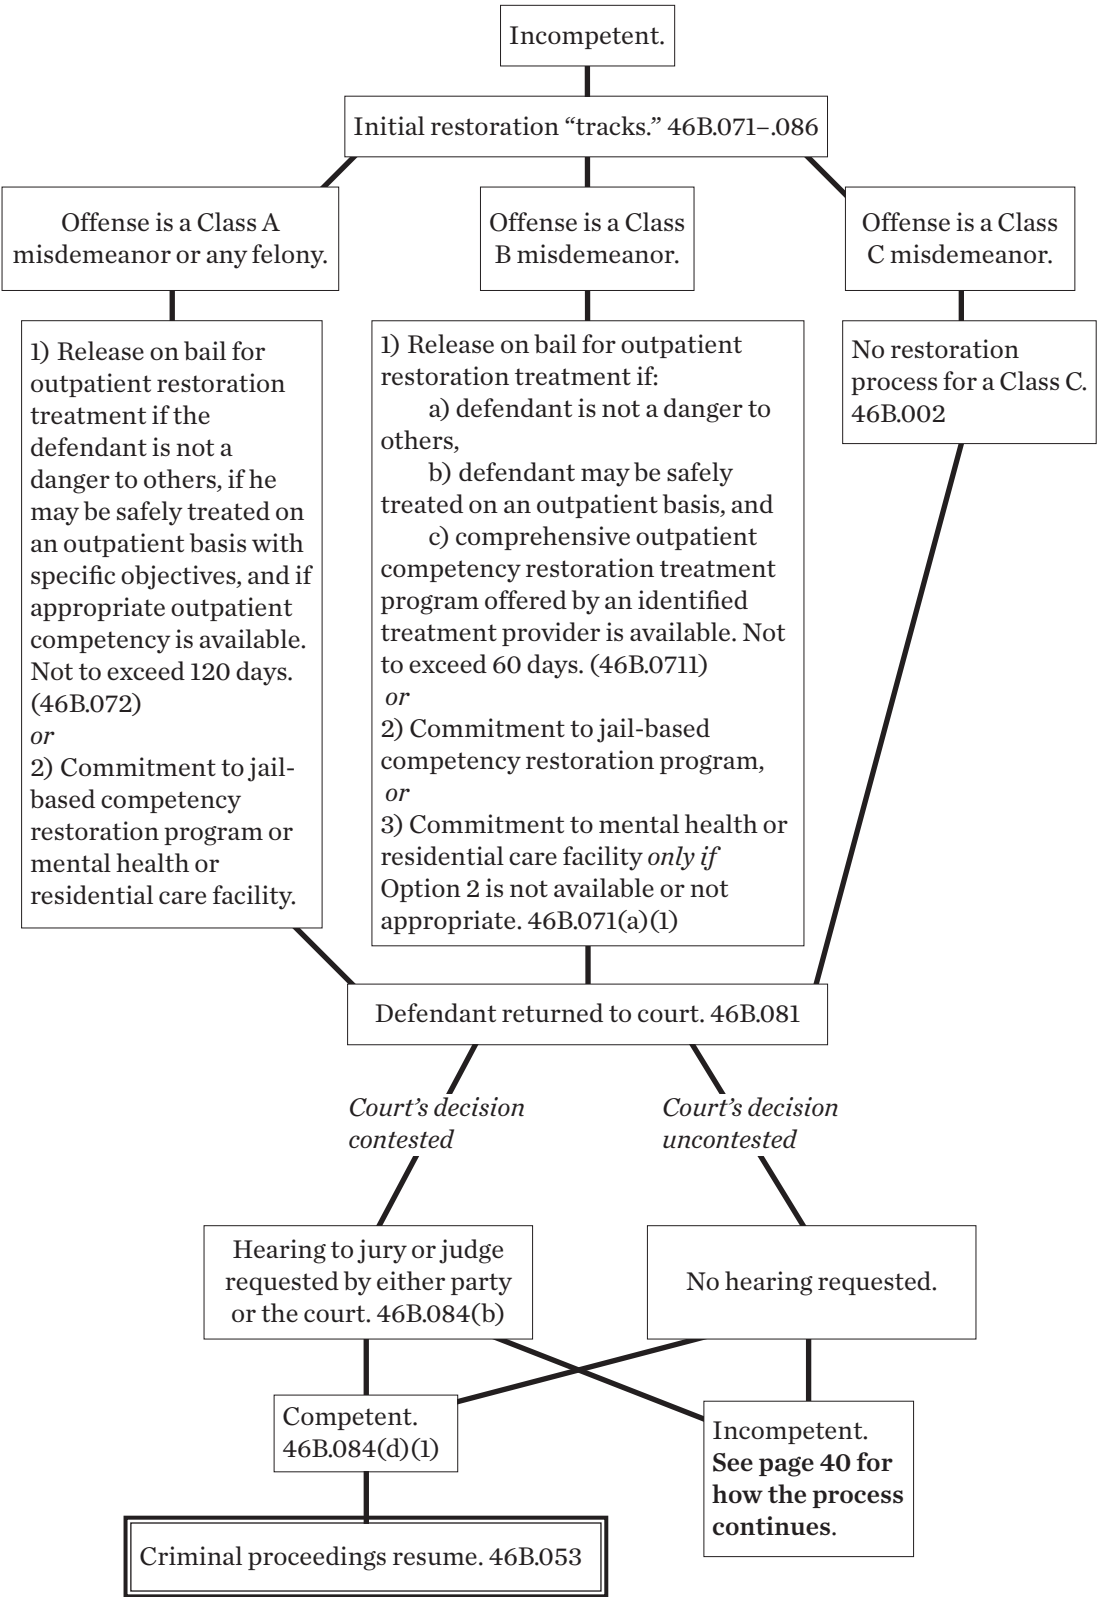 Incompetent.
Initial restoration “tracks.” 46B.071–.086
Offense is a Class A
misdemeanor or any felony.
Offense is a Class
B misdemeanor.
Offense is a Class
C misdemeanor.
1) Release on bail for
outpatient restoration
treatment if the
defendant is not a
danger to others, if he
may be safely treated on
an outpatient basis with
specific objectives, and if
appropriate outpatient
competency is available.
Not to exceed 120 days.
(46B.072)
or
2) Commitment to jail-
based competency
restoration program or
mental health or
residential care facility.
1) Release on bail for outpatient
restoration treatment if:
a) defendant is not a danger to
others,
b) defendant may be safely
treated on an outpatient basis, and
c) comprehensive outpatient
competency restoration treatment
program offered by an identified
treatment provider is available. Not
to exceed 60 days. (46B.0711)
or
2) Commitment to jail-based
competency restoration program,
or
3) Commitment to mental health or
residential care facility only if
Option 2 is not available or not
appropriate. 46B.071(a)(1)
No restoration
process for a Class C.
46B.002
Defendant returned to court. 46B.081
Court’s decision
contested
Court’s decision
uncontested
Hearing to jury or judge
requested by either party
or the court. 46B.084(b)
No hearing requested.
Competent.
46B.084(d)(1)
Incompetent.
See page 40 for
how the process
continues.
Criminal proceedings resume. 46B.053